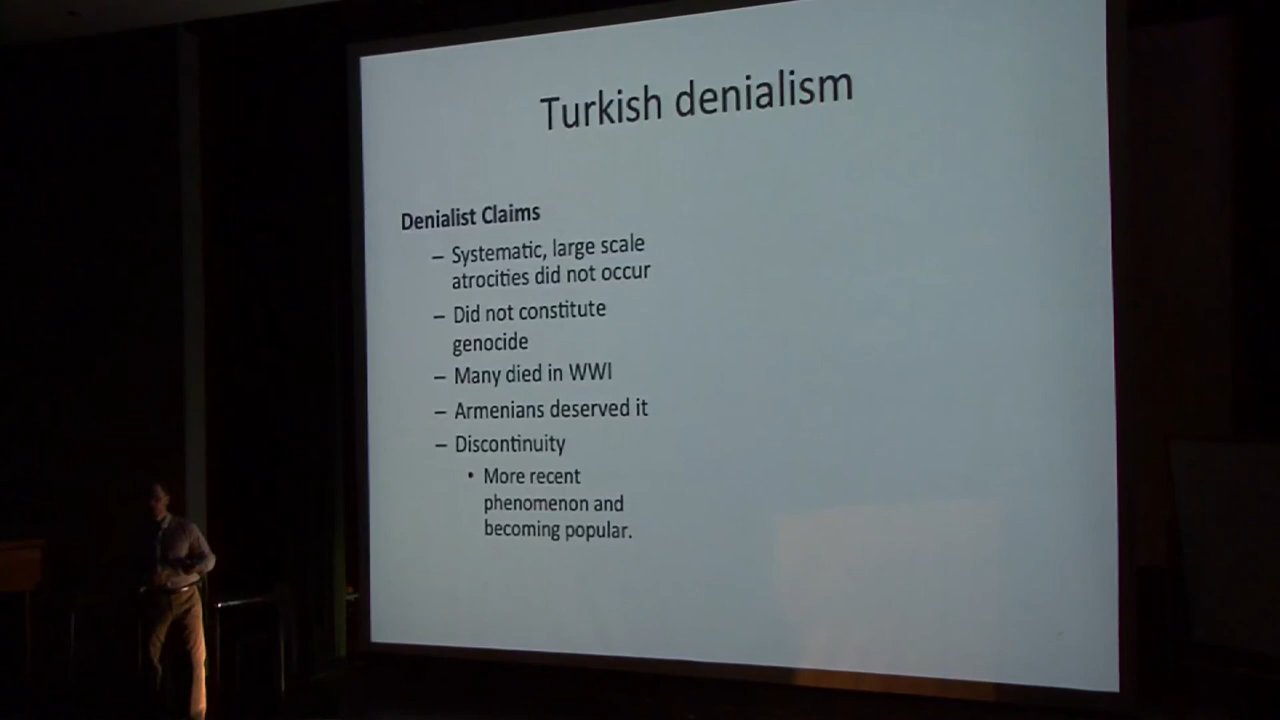 Turkish denialism
Denialist Claims
– Systematic, large scale
atrocities did not occur
– Did not constitute
genocide
– Many died in WWI
– Armenians deserved it
– Discontinuity
• More recent
phenomenon and
becoming popular.